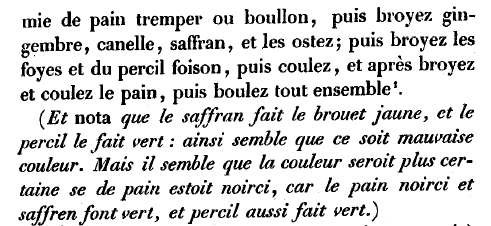 mie de pain tremper ou boullon, puis broyez gin-
gembre, canelle, saffran, et les ostez; puis broyez les
foyes et du percil foison, puis coulez, et après broyez
et coulez le pain, puis boulez tout ensemble¹.
(Et nota que le saffran fait le brouet jaune, et le
percil le fait vert : ainsi semble que ce soit mauvaise
couleur. Mais il semble que la couleur seroit plus cer-
taine se de pain estoit noirci, car le pain noirci et
saffren font vert, et percil aussi fait vert.)